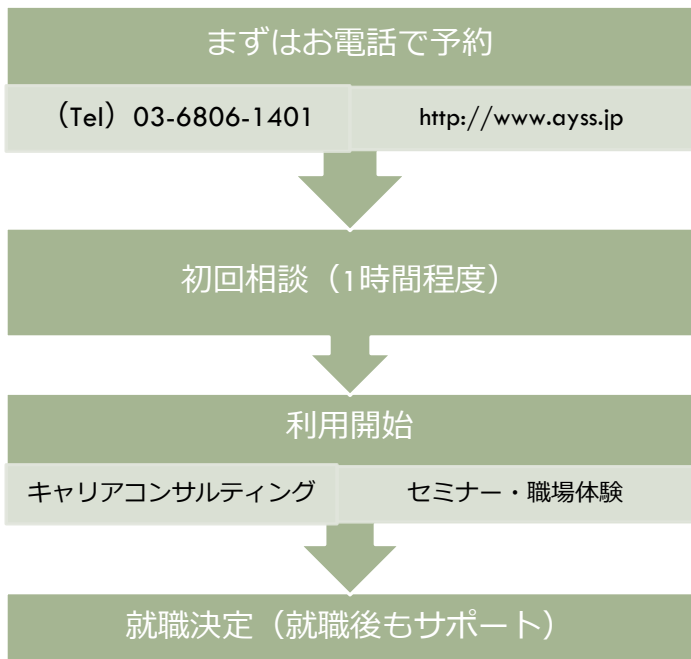 まずはお電話で予約
（Tel）03-6806-1401
http://www.ayss.jp
初回相談（1時間程度）
利用開始
キャリアコンサルティング
セミナー・職場体験
就職決定（就職後もサポート）